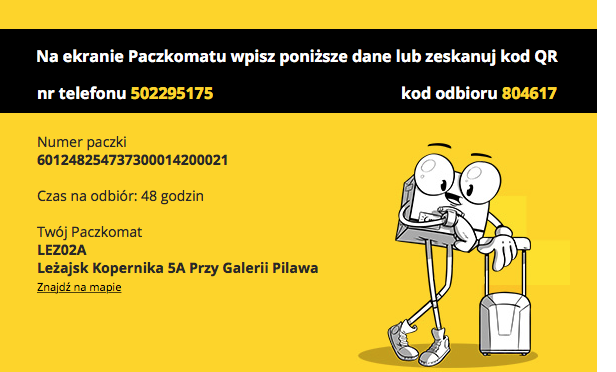 Na ekranie Paczkomatu wpisz poniższe dane lub zeskanuj kod QR
nr telefonu 502295175 kod odbioru 804617
Numer paczki
601248254737300014200021
Czas na odbiór: 48 godzin
Twój Paczkomat
LEZ02A
Leżajsk Kopernika 5A Przy Galerii Pilawa
Znajdź na mapie